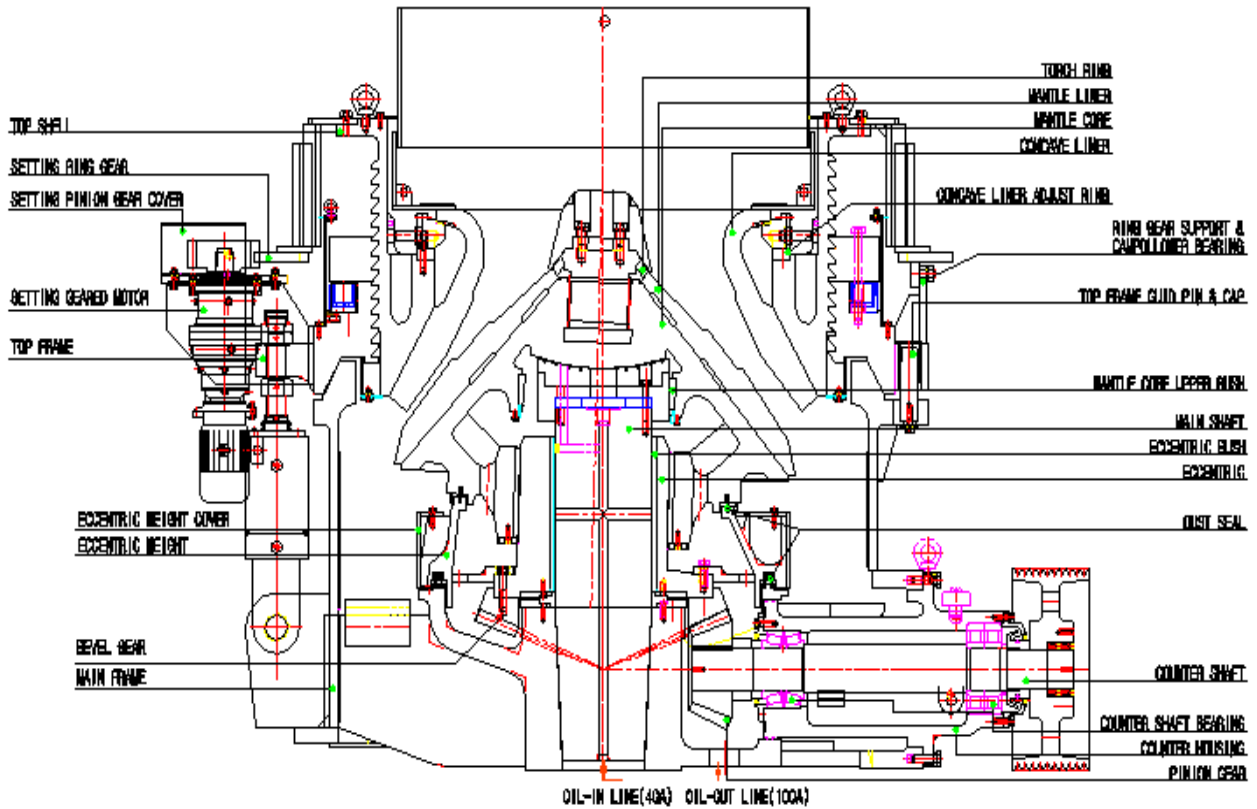 TOP SHELL
SETTING RING GEAR
SETTING PINION GEAR COVER
SETTING GEARED MOTOR
TOP FRAME
ECCENTRIC WEIGHT COVER
ECCENTRIC WEIGHT
BEVEL GEAR
MAIN FRAME
TORCH RING
MANTLE LINER
MANTLE CORE
CONCAVE LINER
CONCAVE LINER ADJUST RING
RING GEAR SUPPORT &
CAMFOLLOWER BEARING
TOP FRAME GUID PIN & CAP
MANTLE CORE UPPER BUSH
MAIN SHAFT
ECCENTRIC BUSH
ECCENTRIC
DUST SEAL
COUNTER SHAFT
COUNTER SHAFT BEARING
COUNTER HOUSING
PINION GEAR
OIL-IN LINE(40A) OIL-OUT LINE(100A)